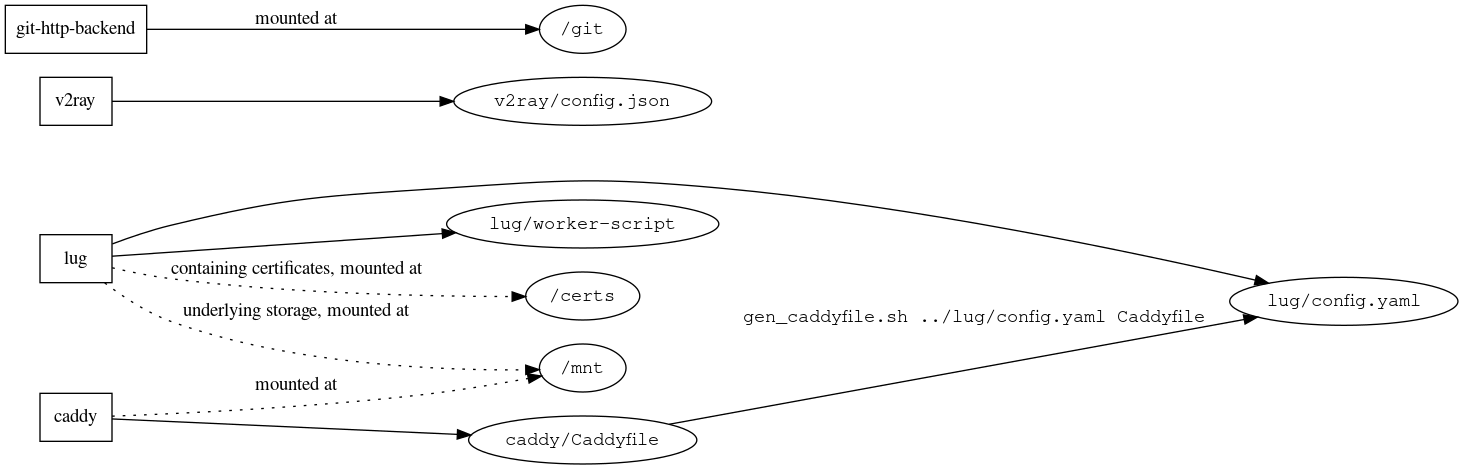 git-http-backend
mounted at
/git
v2ray
v2ray/config.json
lug
lug/worker-script
containing certificates, mounted at
/certs
underlying storage, mounted at
lug/config.yaml
gen_caddyfile.sh ../lug/config.yaml Caddyfile
/mnt
mounted at
caddy
caddy/Caddyfile